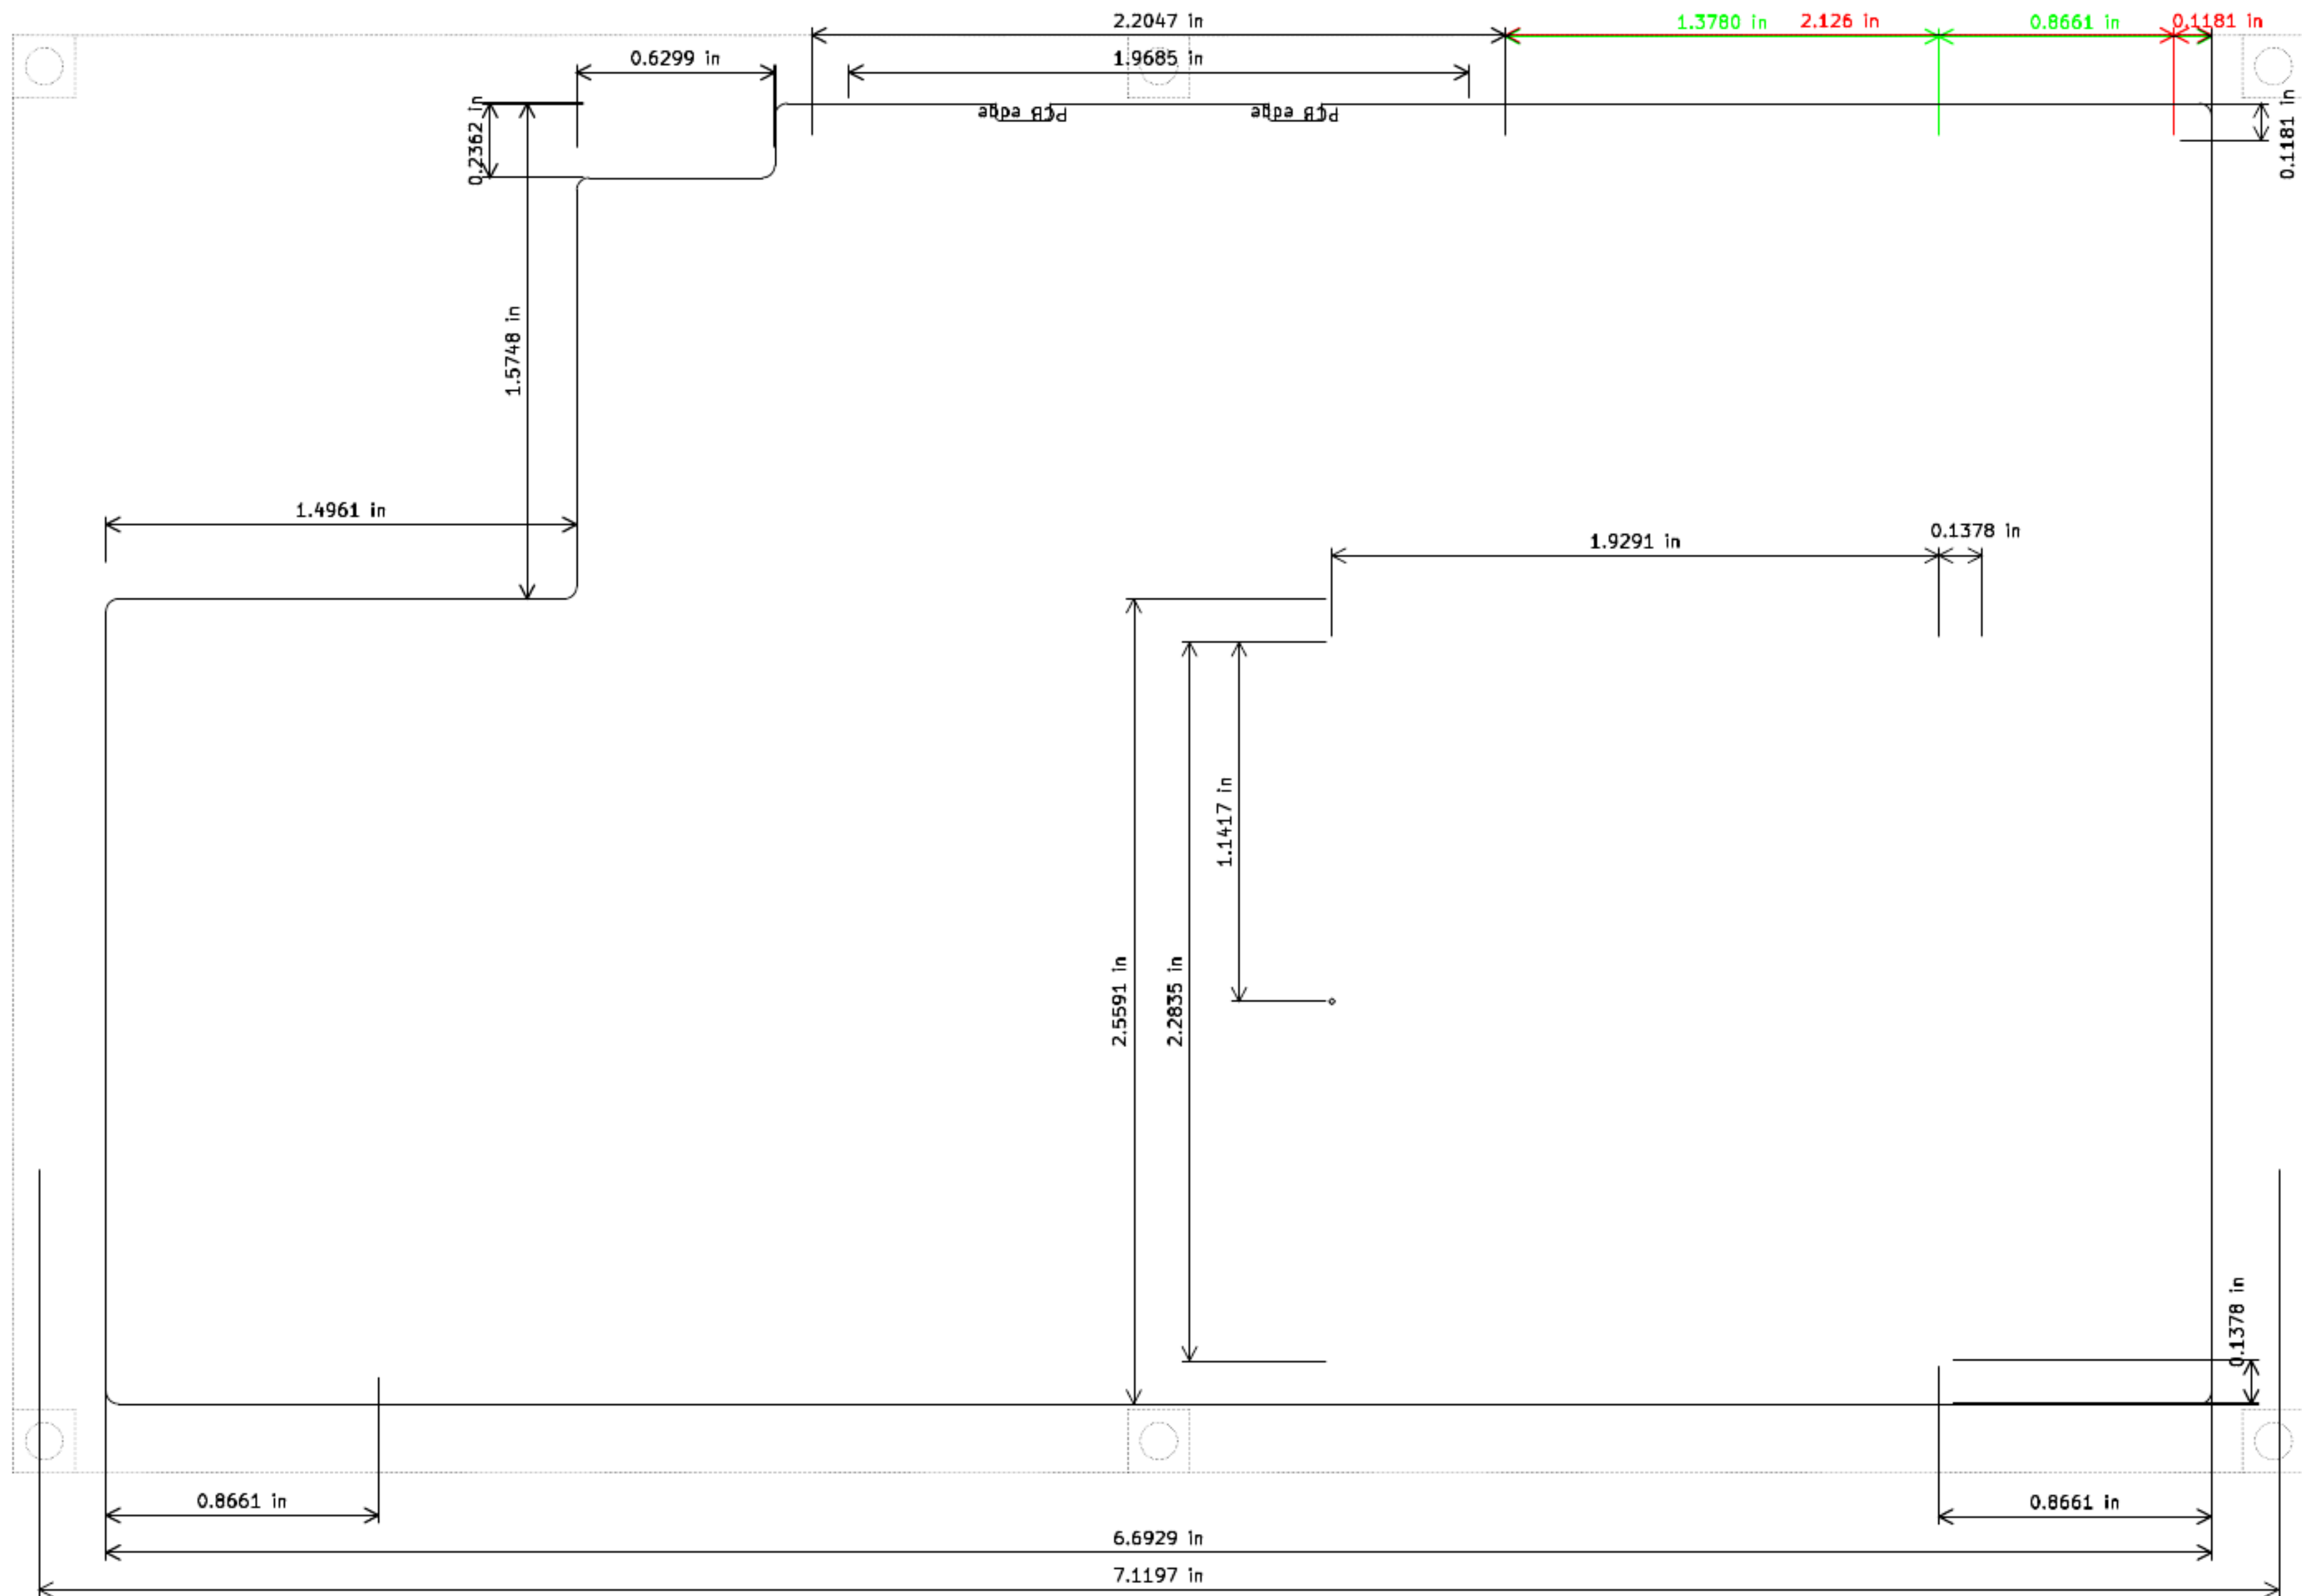 2.2047 in
1.3780 in
2.126 in
0.8661 in
0.1181 in
0.6299 in
1.9685 in
0.2362 in
PCB edge
PCB edge
0.1181 in
1.5748 in
1.4961 in
1.9291 in
0.1378 in
1.1417 in
2.5591 in
2.2835 in
0.1378 in
0.8661 in
0.8661 in
6.6929 in
7.1197 in